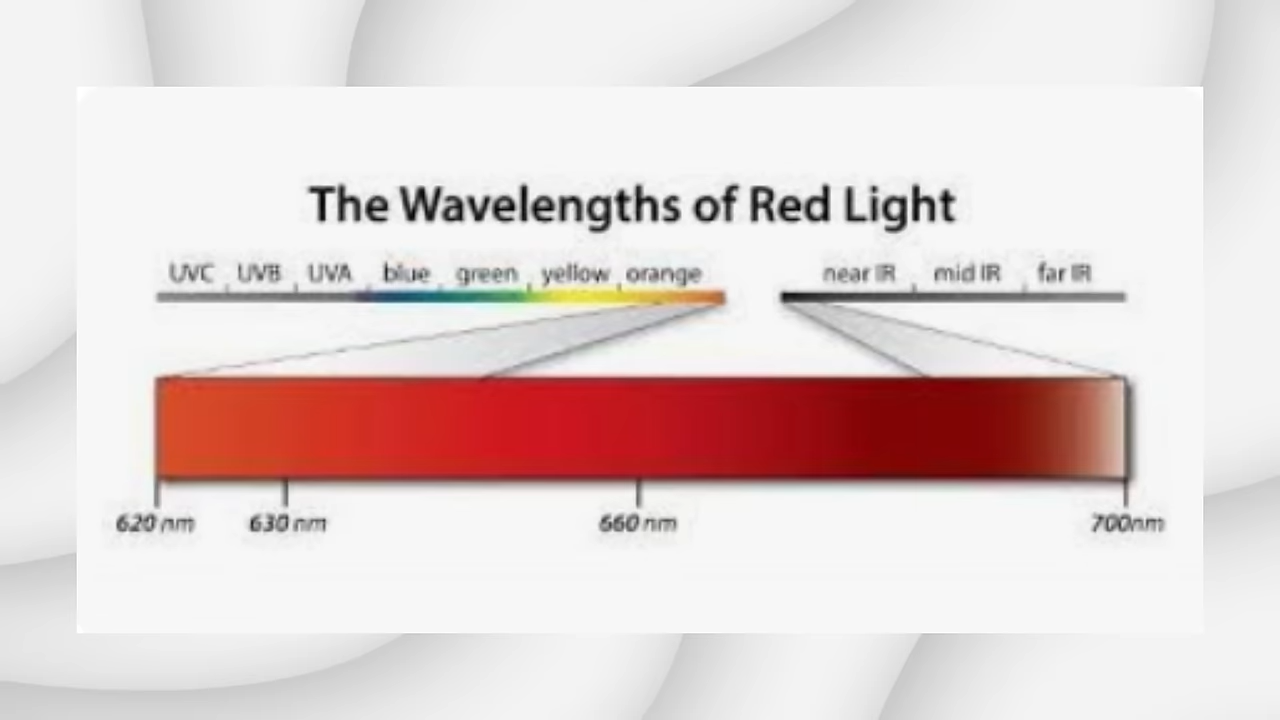 The Wavelengths of Red Light
UVC UVB UVA blue green yellow orange near IR mid IR far IR
620 nm 630 nm 660 nm 700nm